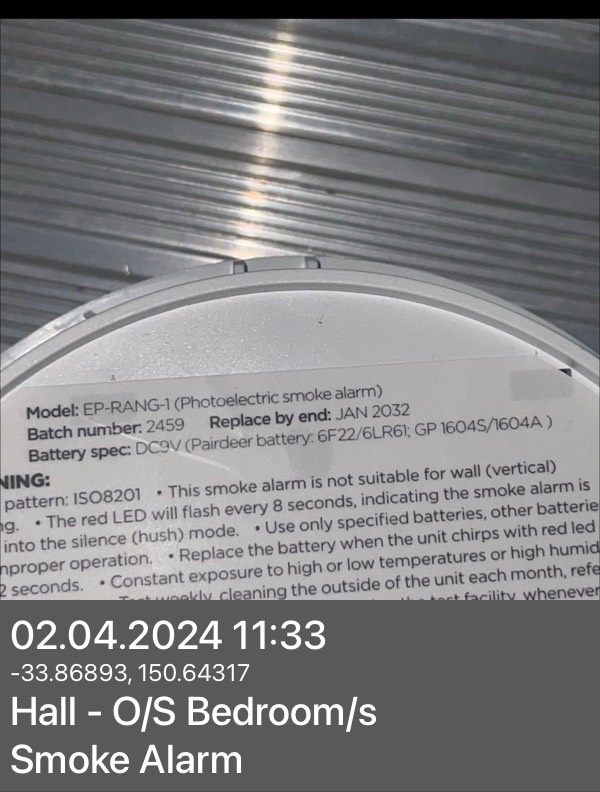 Model: EP-RANG-1 (Photoelectric smoke alarm)
Batch number: 2459 Replace by end: JAN 2032
Battery spec: DC9V (Pairdeer battery: 6F22/6LR61; GP 1604S/1604A )
NING:
pattern: ISO8201 • This smoke alarm is not suitable for wall (vertical)
ng. • The red LED will flash every 8 seconds, indicating the smoke alarm is
into the silence (hush) mode. • Use only specified batteries, other batterie
mproper operation. • Replace the battery when the unit chirps with red led
2 seconds. • Constant exposure to high or low temperatures or high humid
Test weekly, cleaning the outside of the unit each month, refe
test facility, whenever
02.04.2024 11:33
-33.86893, 150.64317
Hall - O/S Bedroom/s
Smoke Alarm